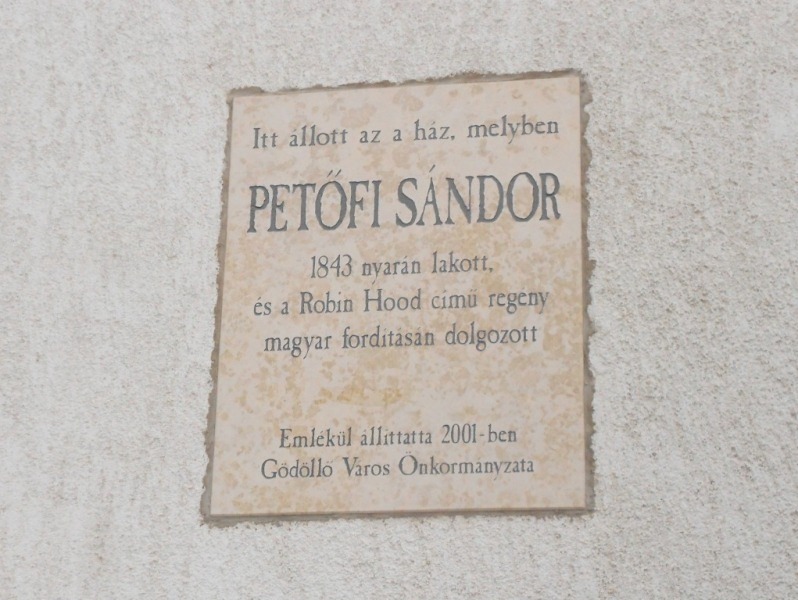 Itt állott az a ház, melyben
PETŐFI SÁNDOR
1843 nyarán lakott,
és a Robin Hood című regeny
magyar fordításán dolgozott
Emlékül állíttatta 2001-ben
Gödöllő Város Önkormányzata